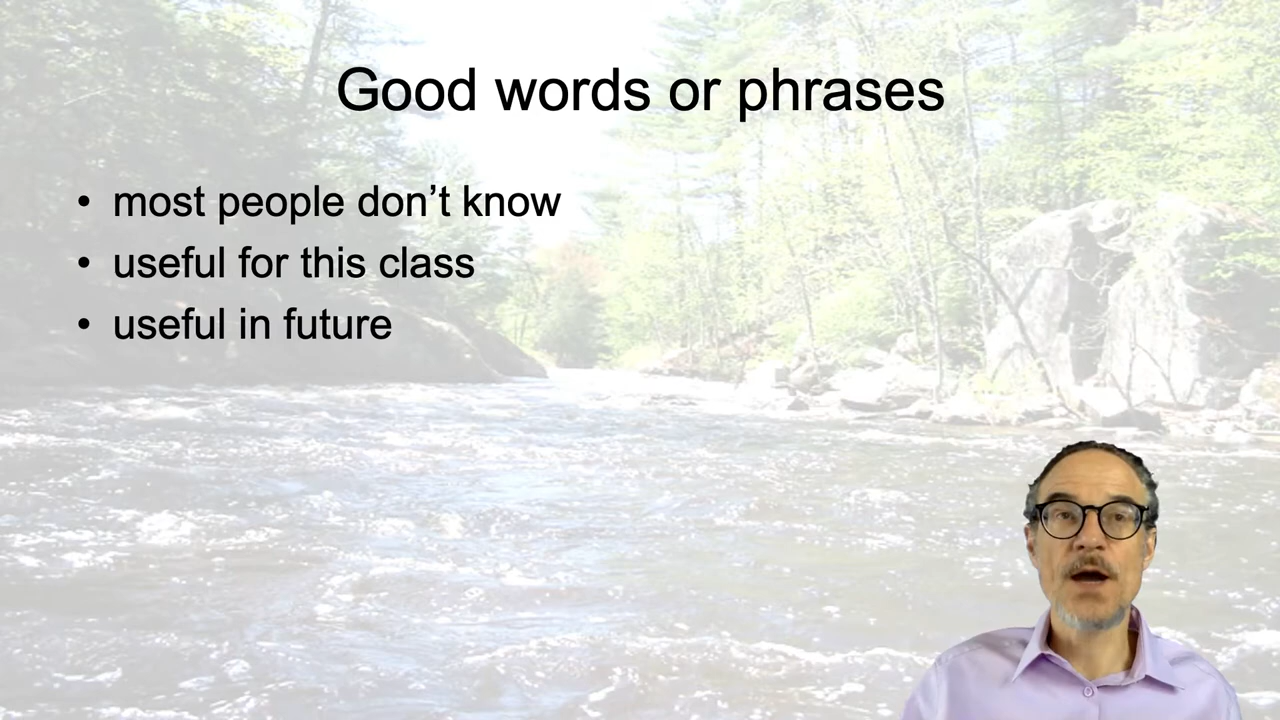 Good words or phrases
• most people don’t know
• useful for this class
• useful in future